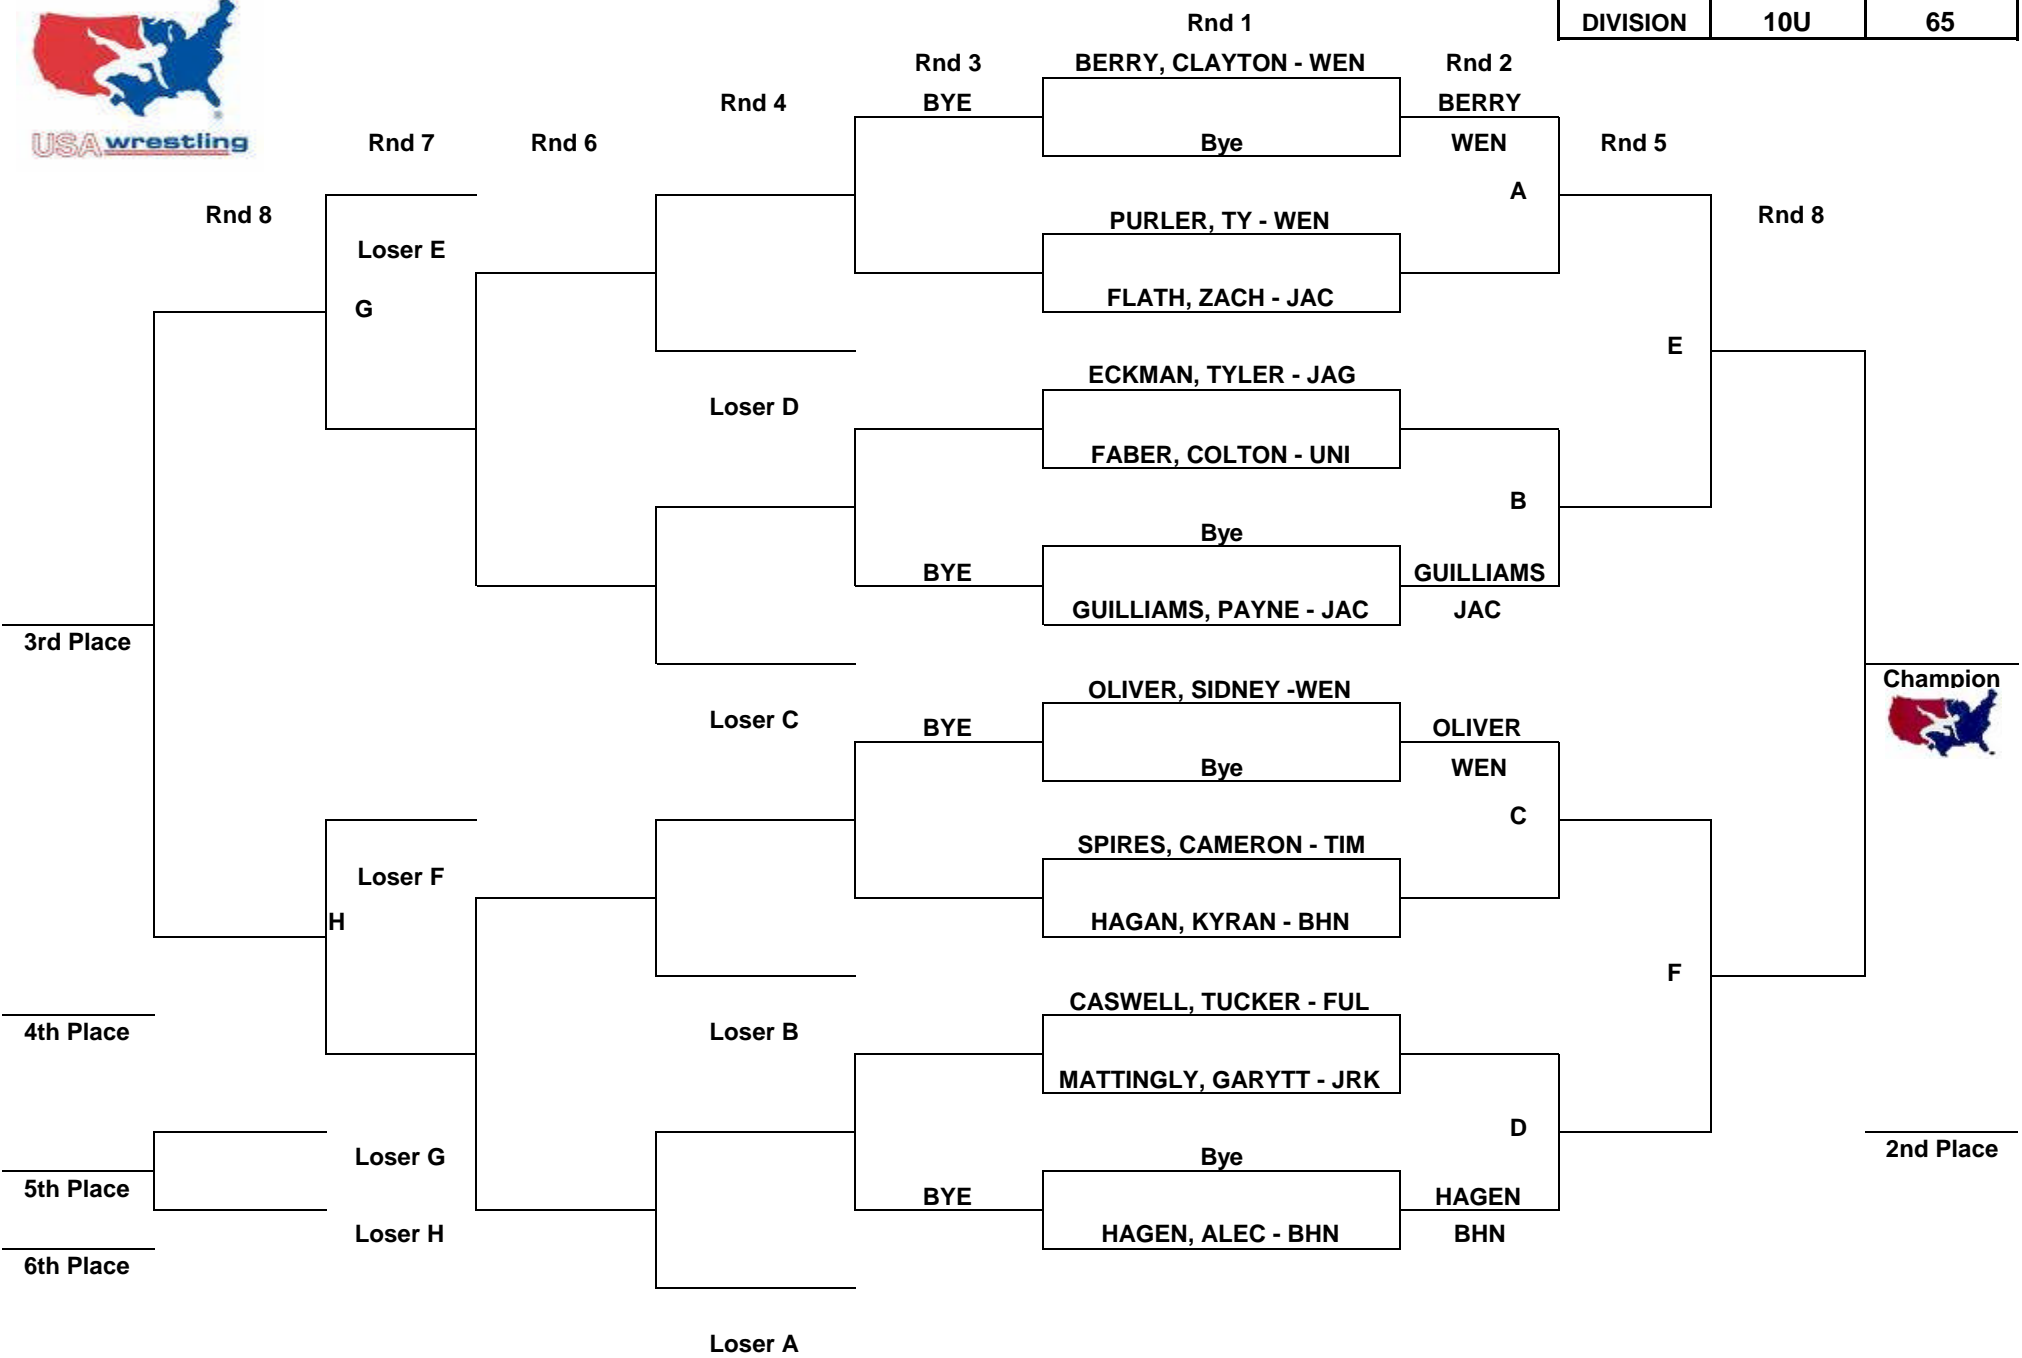 Rnd 1
DIVISION 10U 65
Rnd 3 BERRY, CLAYTON - WEN Rnd 2
Rnd 4 BYE BERRY
USA wrestling Rnd 7 Rnd 6 Bye WEN Rnd 5
A
Rnd 8 PURLER, TY - WEN Rnd 8
Loser E
G FLATH, ZACH - JAC
E
ECKMAN, TYLER - JAG
Loser D
FABER, COLTON - UNI
B
Bye
BYE GUILLIAMS
GUILLIAMS, PAYNE - JAC JAC
3rd Place
Champion
OLIVER, SIDNEY -WEN
Loser C BYE OLIVER
Bye WEN
C
SPIRES, CAMERON - TIM
Loser F
H HAGAN, KYRAN - BHN
F
CASWELL, TUCKER - FUL
4th Place Loser B
MATTINGLY, GARYTT - JRK
D
Loser G Bye 2nd Place
5th Place BYE HAGEN
Loser H HAGEN, ALEC - BHN BHN
6th Place
Loser A